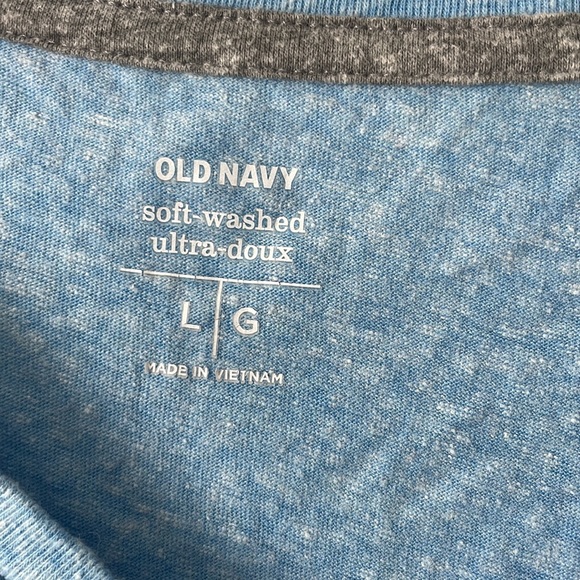 OLD NAVY
soft-washed
ultra-doux
L G
MADE IN VIETNAM